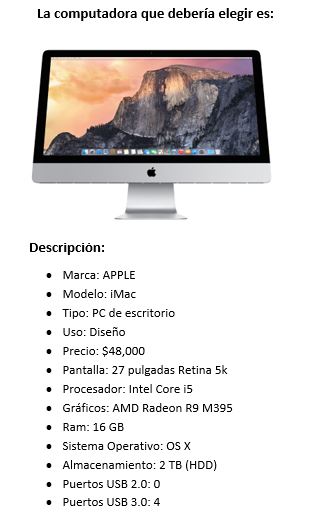 La computadora que debería elegir es:
Descripción:
• Marca: APPLE
• Modelo: iMac
• Tipo: PC de escritorio
• Uso: Diseño
• Precio: $48,000
• Pantalla: 27 pulgadas Retina 5k
• Procesador: Intel Core i5
• Gráficos: AMD Radeon R9 M395
• Ram: 16 GB
• Sistema Operativo: OS X
• Almacenamiento: 2 TB (HDD)
• Puertos USB 2.0: 0
• Puertos USB 3.0: 4